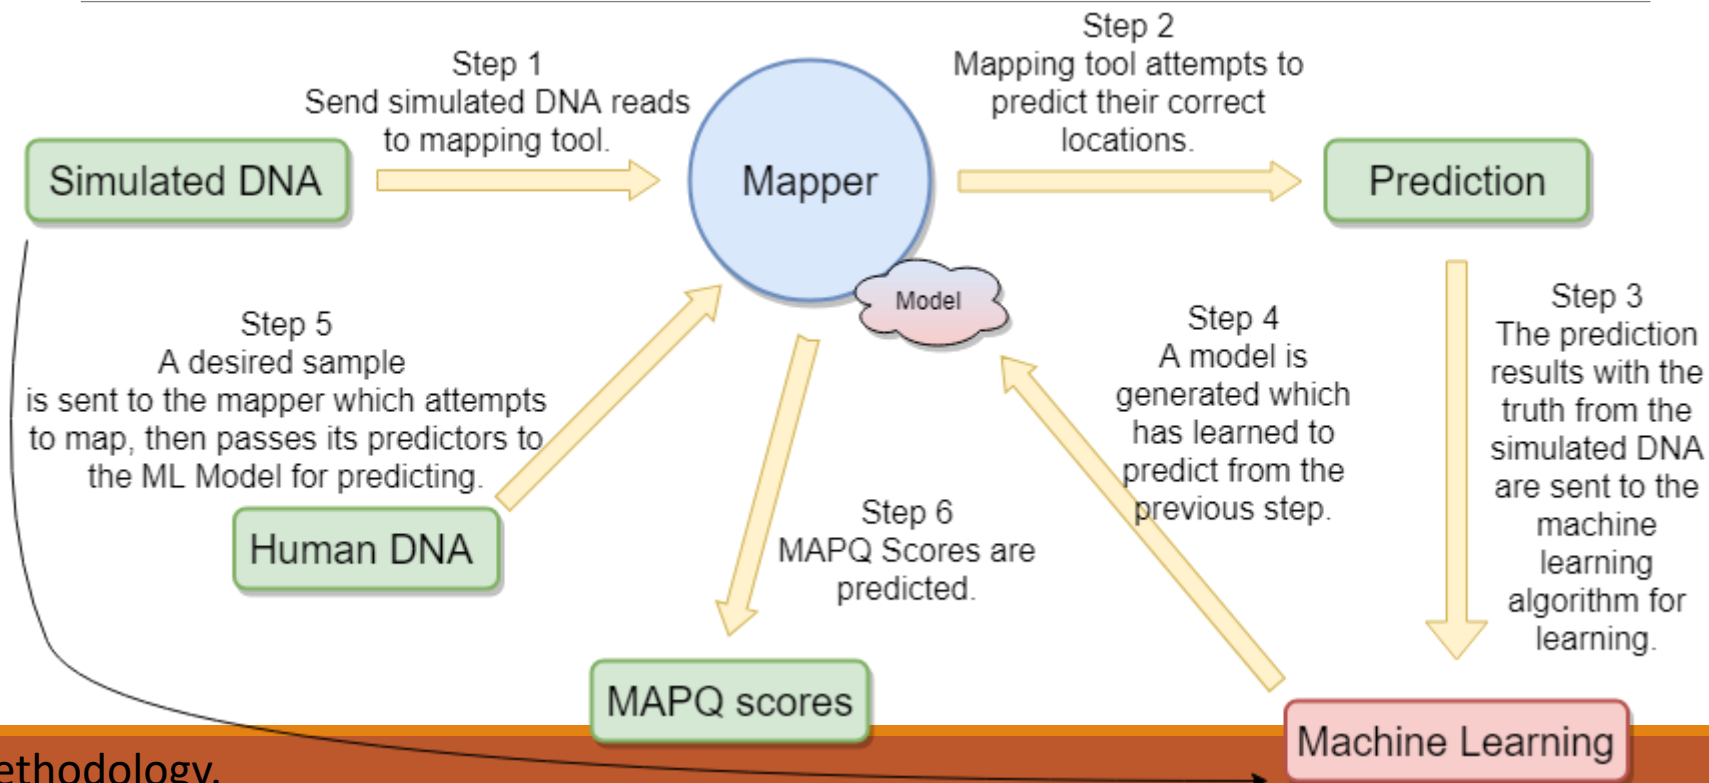 Step 1
Send simulated DNA reads
to mapping tool.
Step 2
Mapping tool attempts to
predict their correct
locations.
Simulated DNA
Mapper
Prediction
Model
Step 3
The prediction
results with the
truth from the
simulated DNA
are sent to the
machine
learning
algorithm for
learning.
Step 4
A model is
generated which
has learned to
predict from the
previous step.
Step 5
A desired sample
is sent to the mapper which attempts
to map, then passes its predictors to
the ML Model for predicting.
Human DNA
Step 6
MAPQ Scores are
predicted.
MAPQ scores
Machine Learning
ethodology.